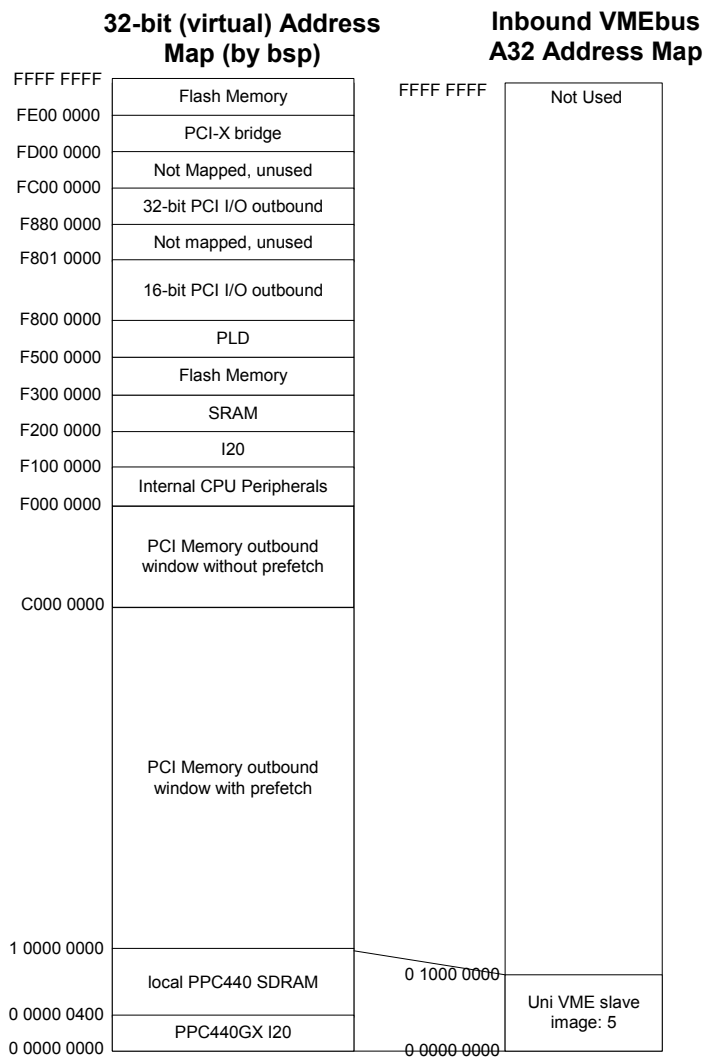 32-bit (virtual) Address
Map (by bsp)
FFFF FFFF
Flash Memory
FE00 0000
PCI-X bridge
FD00 0000
Not Mapped, unused
FC00 0000
32-bit PCI I/O outbound
F880 0000
Not mapped, unused
F801 0000
16-bit PCI I/O outbound
F800 0000
PLD
F500 0000
Flash Memory
F300 0000
SRAM
F200 0000
I20
F100 0000
Internal CPU Peripherals
F000 0000
PCI Memory outbound
window without prefetch
C000 0000
PCI Memory outbound
window with prefetch
1 0000 0000
local PPC440 SDRAM
0 0000 0400
PPC440GX I20
0 0000 0000
Inbound VMEbus
A32 Address Map
FFFF FFFF
Not Used
0 1000 0000
Uni VME slave
image: 5
0 0000 0000